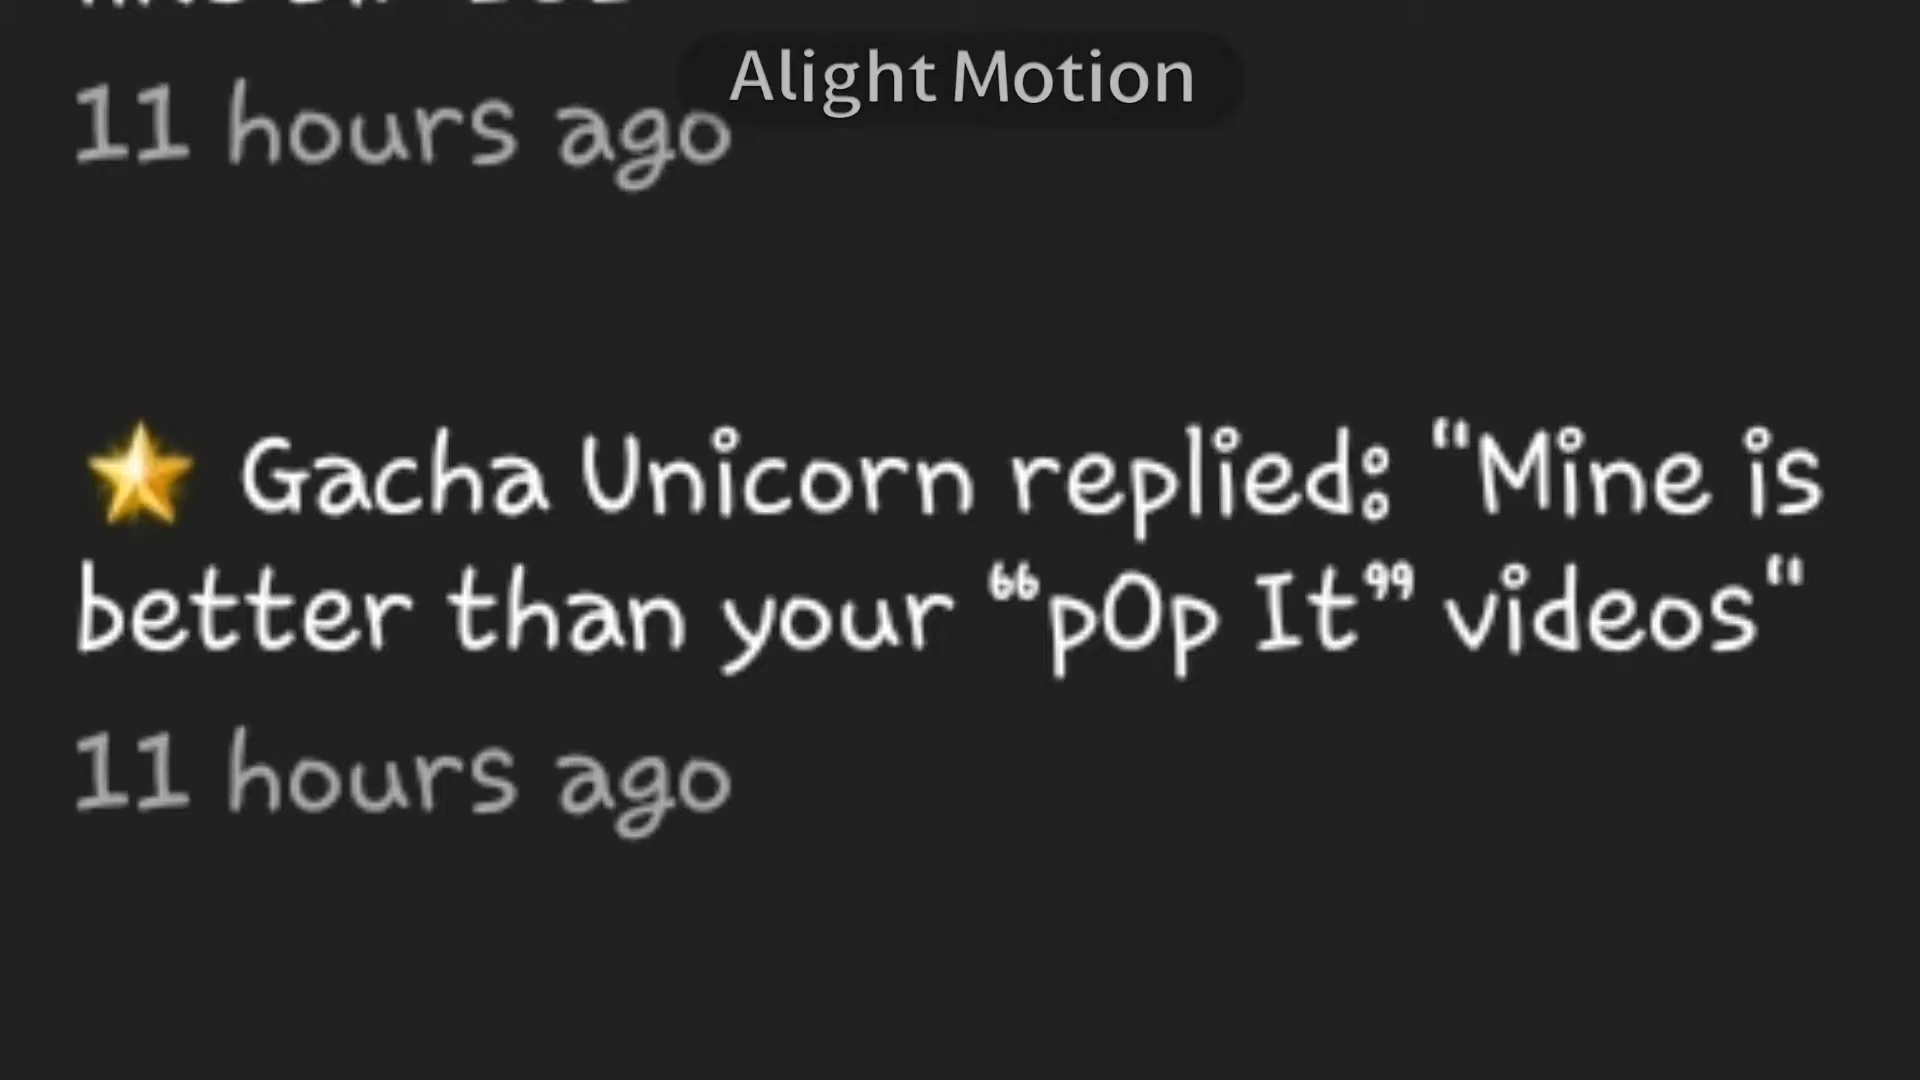 Alight Motion
11 hours ago
⭐ Gacha Unicorn replied: "Mine is
better than your “pOp It” videos"
11 hours ago